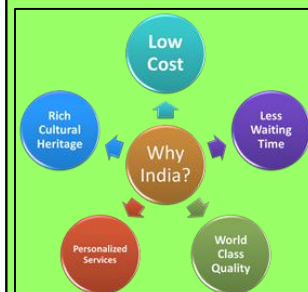 Low
Cost
Rich
Cultural
Heritage
Less
Waiting
Time
Why
India?
Personalized
Services
World
Class
Quality